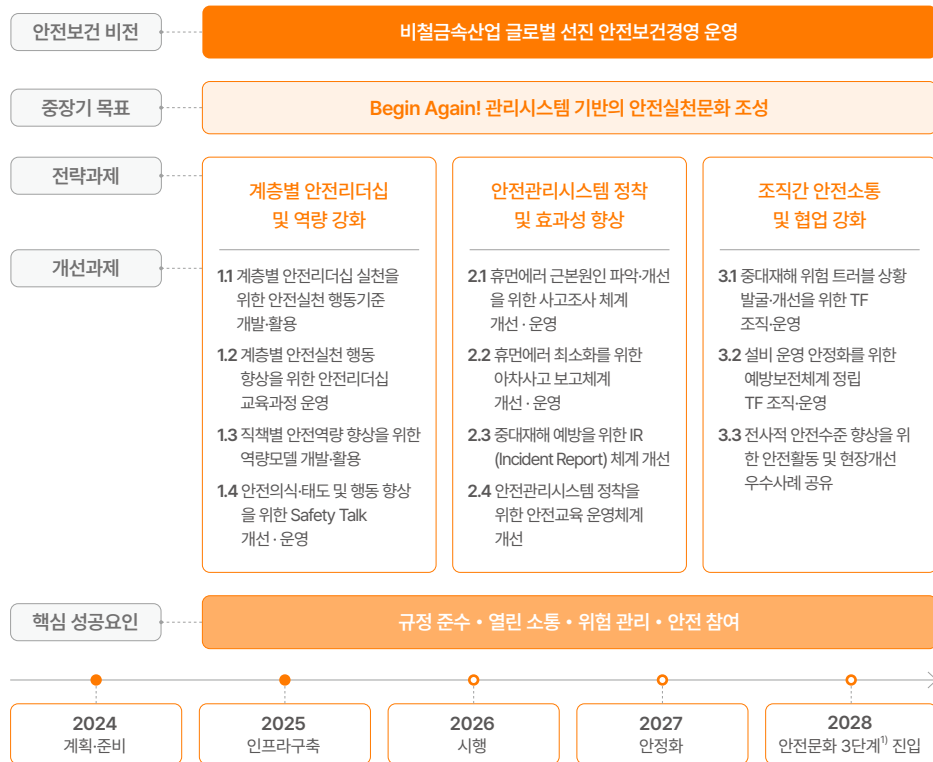 안전보건 비전
비철금속산업 글로벌 선진 안전보건경영 운영
중장기 목표
Begin Again! 관리시스템 기반의 안전실천문화 조성
전략과제
계층별 안전리더십
및 역량 강화
안전관리시스템 정착
및 효과성 향상
조직간 안전소통
및 협업 강화
개선과제
1.1 계층별 안전리더십 실천을
위한 안전실천 행동기준
개발·활용
1.2 계층별 안전실천 행동
향상을 위한 안전리더십
교육과정 운영
1.3 직책별 안전역량 향상을 위한
역량모델 개발·활용
1.4 안전의식·태도 및 행동 향상
을 위한 Safety Talk
개선 · 운영
2.1 휴먼에러 근본원인 파악·개선
을 위한 사고조사 체계
개선 · 운영
2.2 휴먼에러 최소화를 위한
아차사고 보고체계
개선 · 운영
2.3 중대재해 예방을 위한 IR
(Incident Report) 체계 개선
2.4 안전관리시스템 정착을
위한 안전교육 운영체계
개선
3.1 중대재해 위험 트러블 상황
발굴·개선을 위한 TF
조직·운영
3.2 설비 운영 안정화를 위한
예방보전체계 정립
TF 조직·운영
3.3 전사적 안전수준 향상을 위
한 안전활동 및 현장개선
우수사례 공유
핵심 성공요인
규정 준수 • 열린 소통 • 위험 관리 • 안전 참여
2024
계획·준비
2025
인프라구축
2026
시행
2027
안정화
2028
안전문화 3단계1) 진입